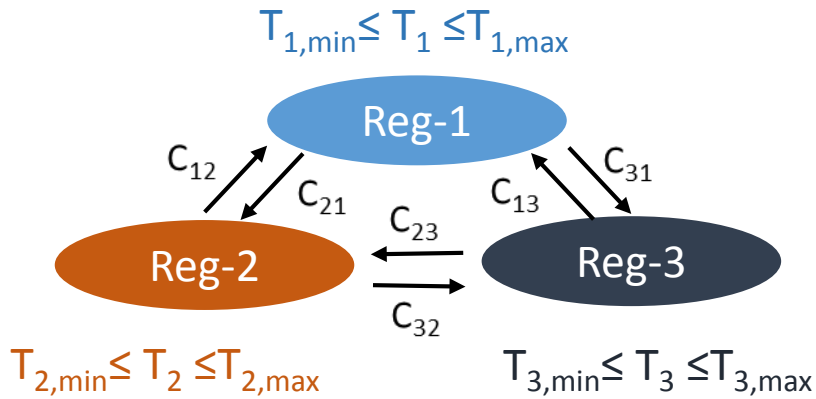 T₁,min ≤ T₁ ≤ T₁,max
Reg-1
C₁₂
C₃₁
C₂₁
C₁₃
C₂₃
Reg-2
Reg-3
C₃₂
T₂,min ≤ T₂ ≤ T₂,max
T₃,min ≤ T₃ ≤ T₃,max